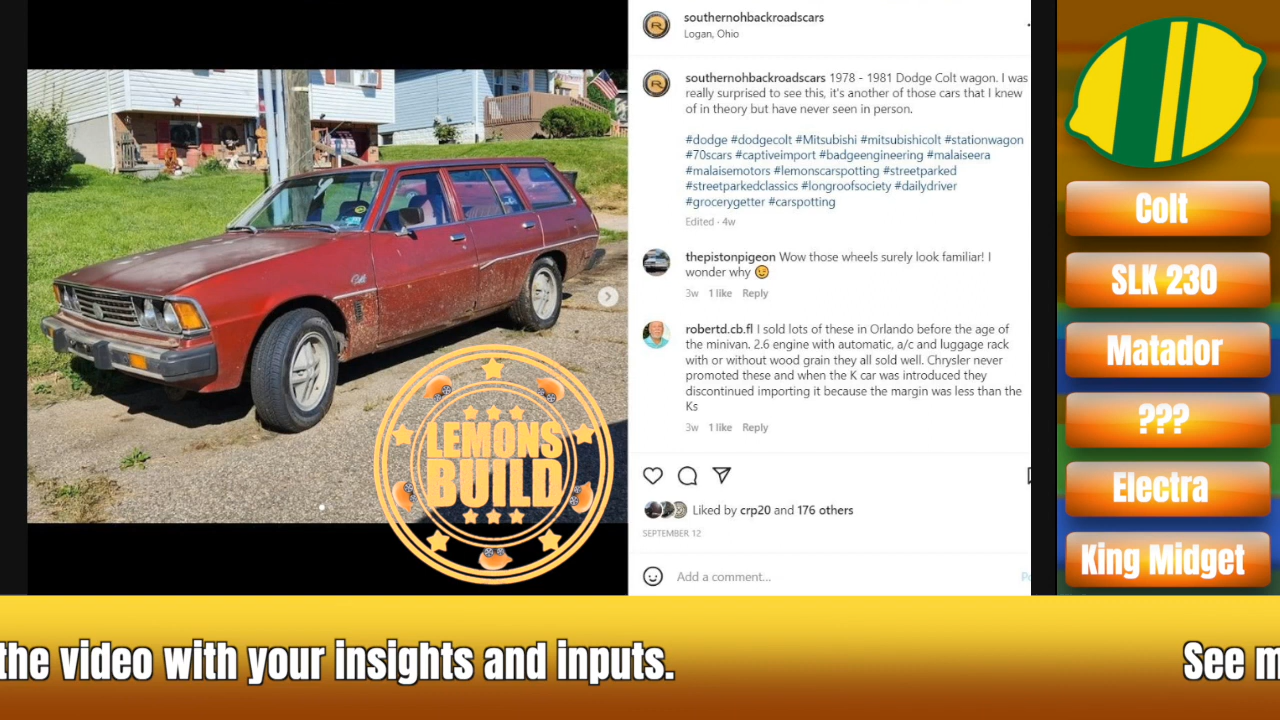 southernohbackroadscars
Logan, Ohio
southernohbackroadscars 1978 - 1981 Dodge Colt wagon. I was
really surprised to see this, it's another of those cars that I knew
of in theory but have never seen in person.
#dodge #dodgecolt #Mitsubishi #mitsubishicolt #stationwagon
#70scars #captiveimport #badgeengineering #malaiseera
#malaisemotors #lemonscarspotting #streetparked
#streetparkedclassics #longroofsociety #dailydriver
#grocerygetter #carspotting
Edited · 4w
thepistonpigeon Wow those wheels surely look familiar! I
wonder why 😉
3w 1 like Reply
robertd.cb.fl I sold lots of these in Orlando before the age of
the minivan. 2.6 engine with automatic, a/c and luggage rack
with or without wood grain they all sold well. Chrysler never
promoted these and when the K car was introduced they
discontinued importing it because the margin was less than the
Ks
3w 1 like Reply
Liked by crp20 and 176 others
SEPTEMBER 12
Add a comment...
LEMONS
BUILD
Colt
SLK 230
Matador
???
Electra
King Midget
the video with your insights and inputs.
See m